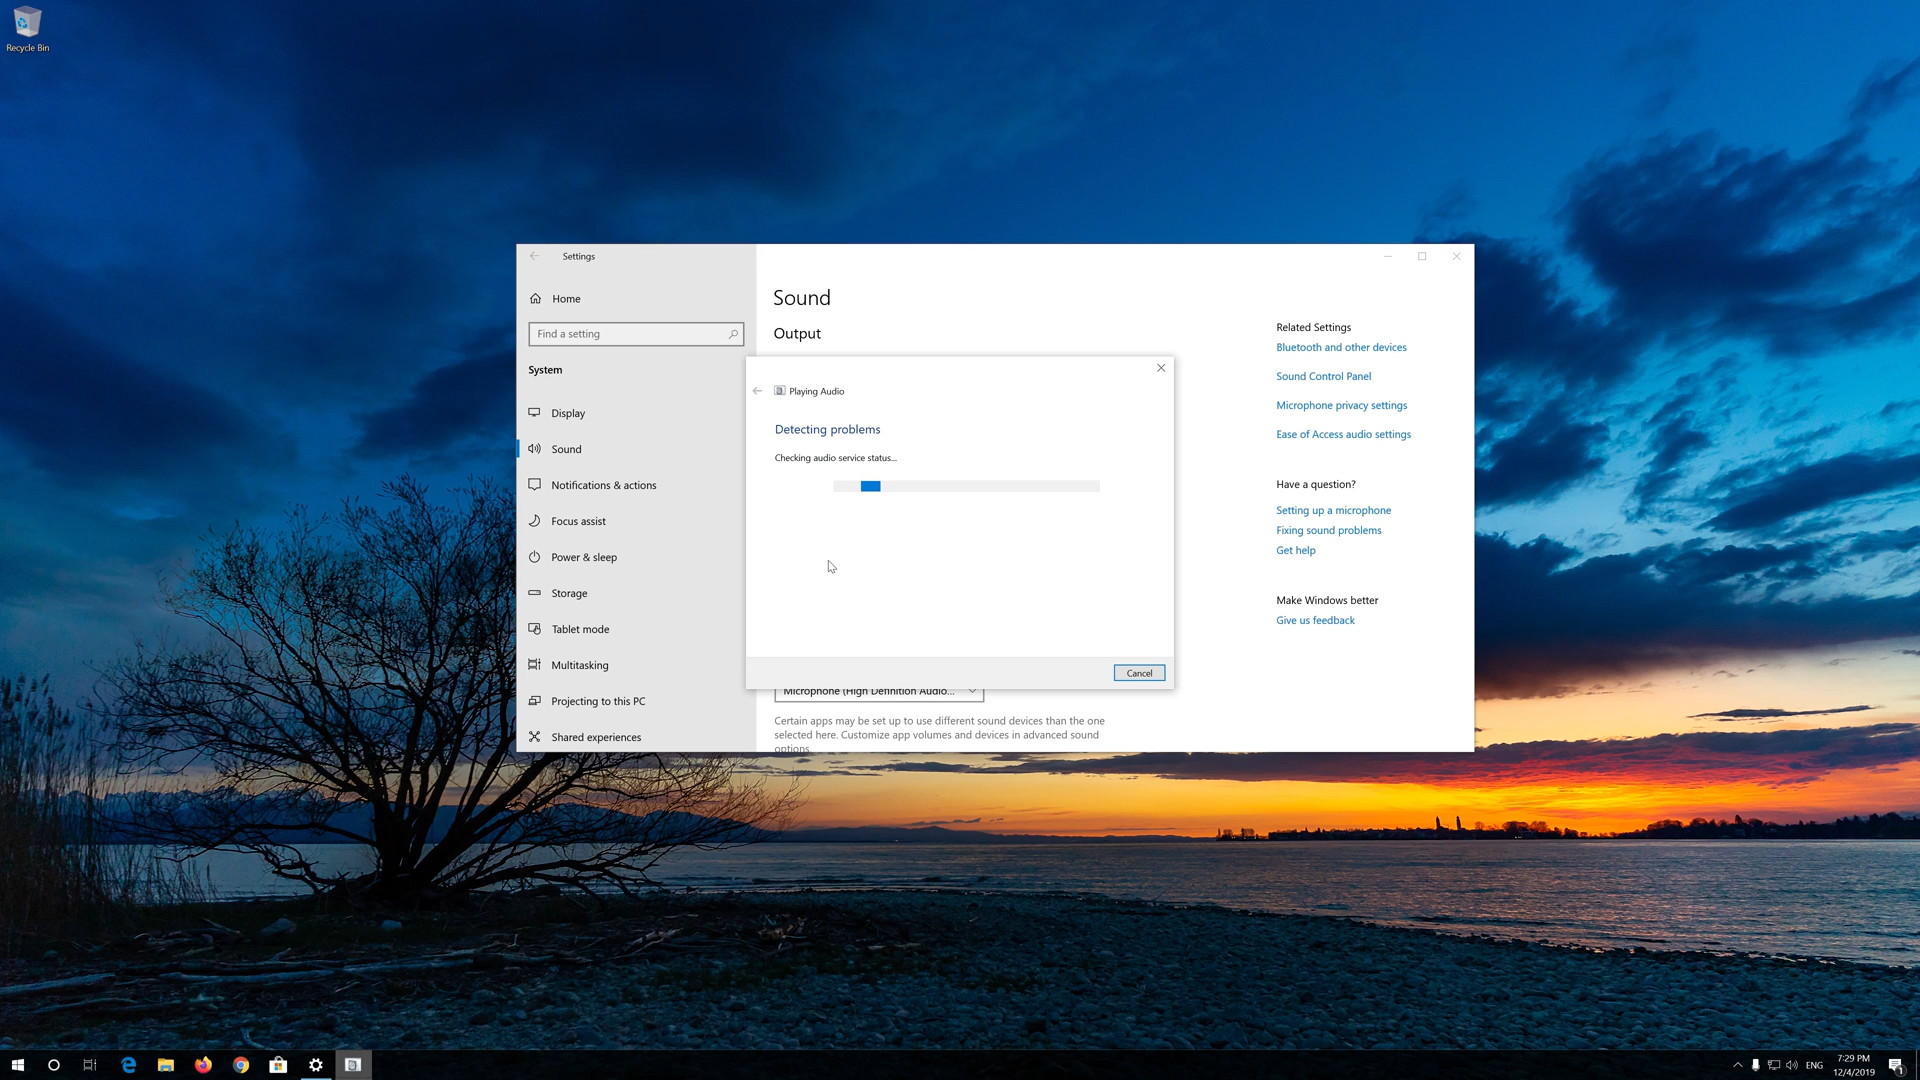 Recycle Bin
Settings
Home
Find a setting
System
Display
Sound
Notifications & actions
Focus assist
Power & sleep
Storage
Tablet mode
Multitasking
Projecting to this PC
Shared experiences
Sound
Output
Playing Audio
Detecting problems
Checking audio service status...
Cancel
Microphone (High Definition Audio...
Certain apps may be set up to use different sound devices than the one
selected here. Customize app volumes and devices in advanced sound
options.
Related Settings
Bluetooth and other devices
Sound Control Panel
Microphone privacy settings
Ease of Access audio settings
Have a question?
Setting up a microphone
Fixing sound problems
Get help
Make Windows better
Give us feedback
ENG
7:29 PM
12/4/2019
1